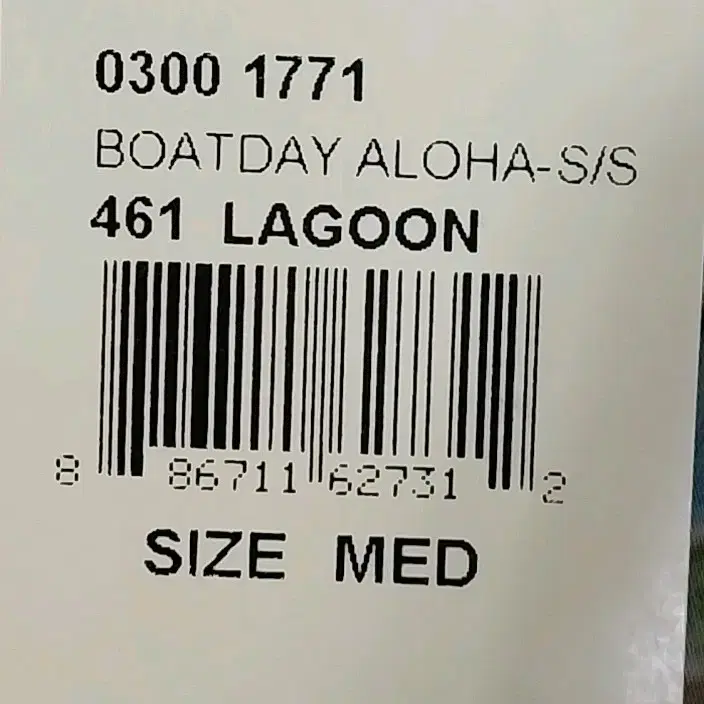 0300 1771
BOATDAY ALOHA-S/S
461 LAGOON
8 86711 62731 2
SIZE MED